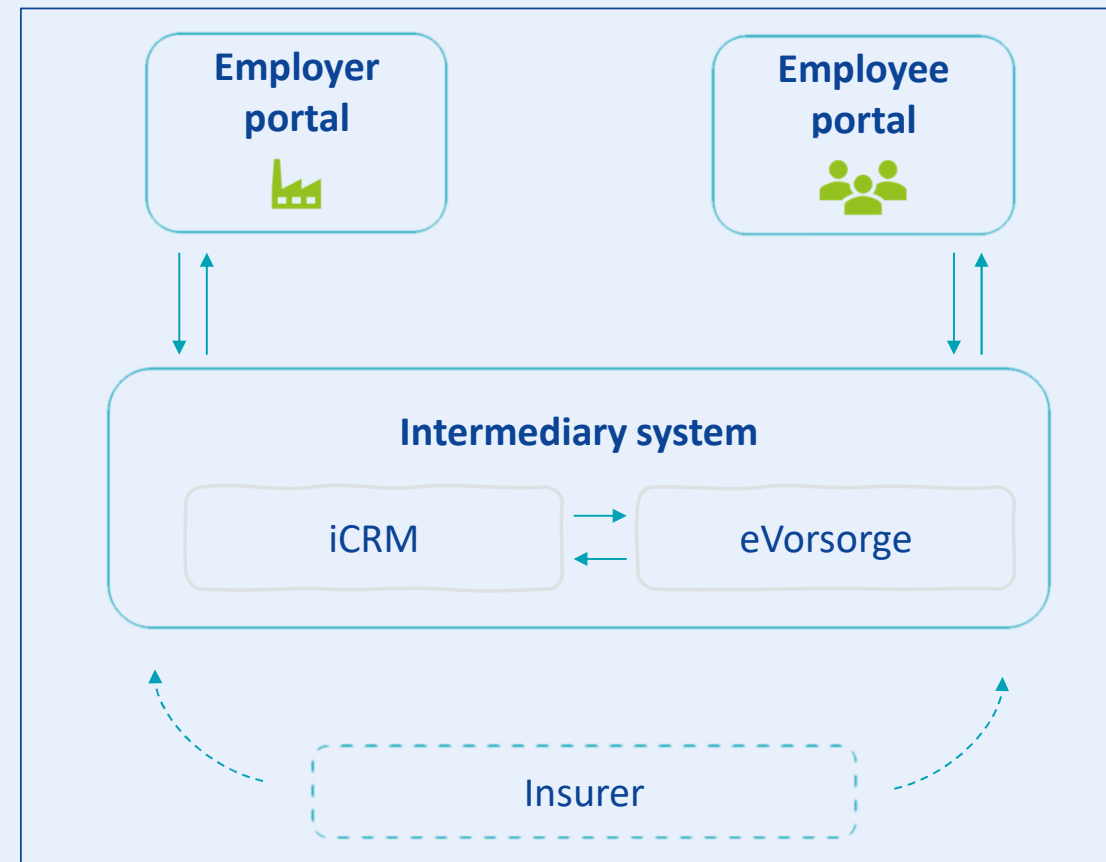 Employer
portal
Employee
portal
Intermediary system
iCRM
eVorsorge
Insurer